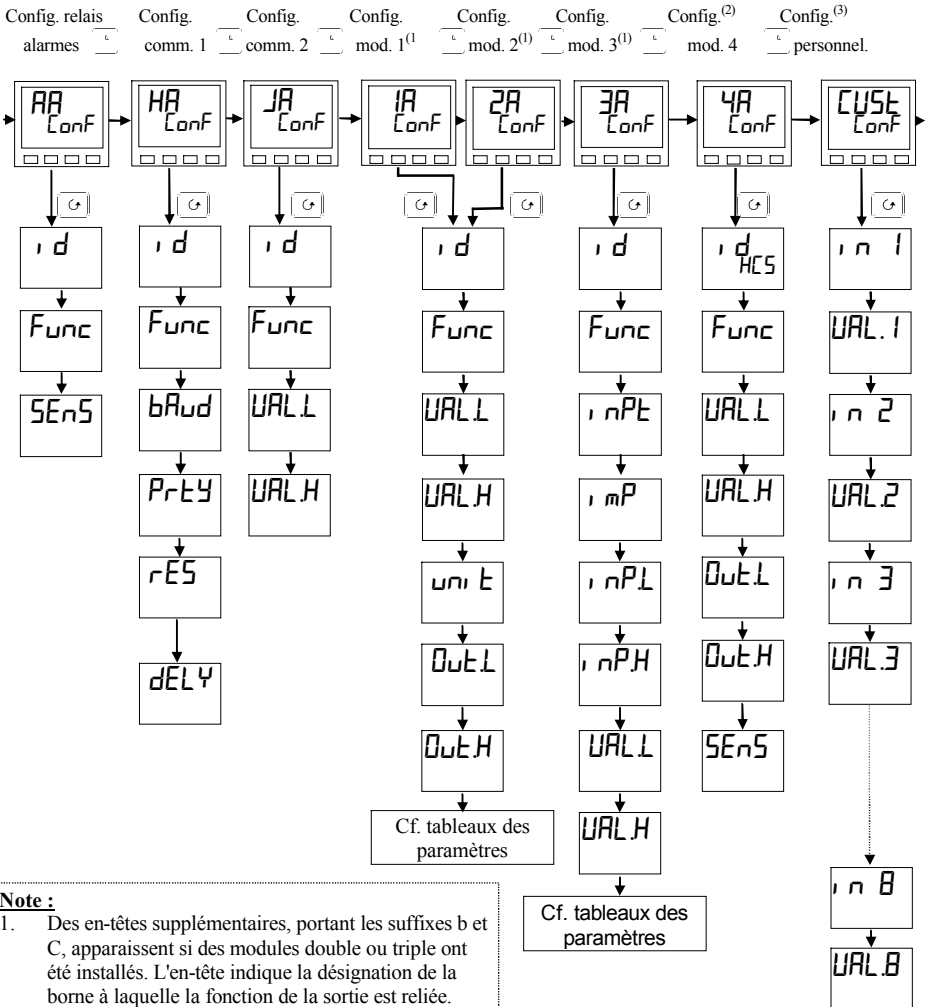 Config. relais Config. Config. Config. Config. Config. Config.(2) Config.(3)
alarmes comm. 1 comm. 2 mod. 1(1 mod. 2(1) mod. 3(1) mod. 4 personnel.
AA HA JA 1A 2A 3A 4A CUSt
ConF ConF ConF ConF ConF ConF ConF ConF
id id id id id id HCS in 1
Func Func Func Func Func Func VAL.1
SEnS bAud VAL.L VAL.L inPt VAL.L in 2
PrtY VAL.H VAL.H imP VAL.H VAL.2
rES unit inP.L Out.L in 3
dELY Out.L inP.H Out.H VAL.3
Out.H VAL.L SEnS
Cf. tableaux des
paramètres
VAL.H
Cf. tableaux des
paramètres
in 8
VAL.8
Note :
1. Des en-têtes supplémentaires, portant les suffixes b et
C, apparaissent si des modules double ou triple ont
été installés. L'en-tête indique la désignation de la
borne à laquelle la fonction de la sortie est reliée.